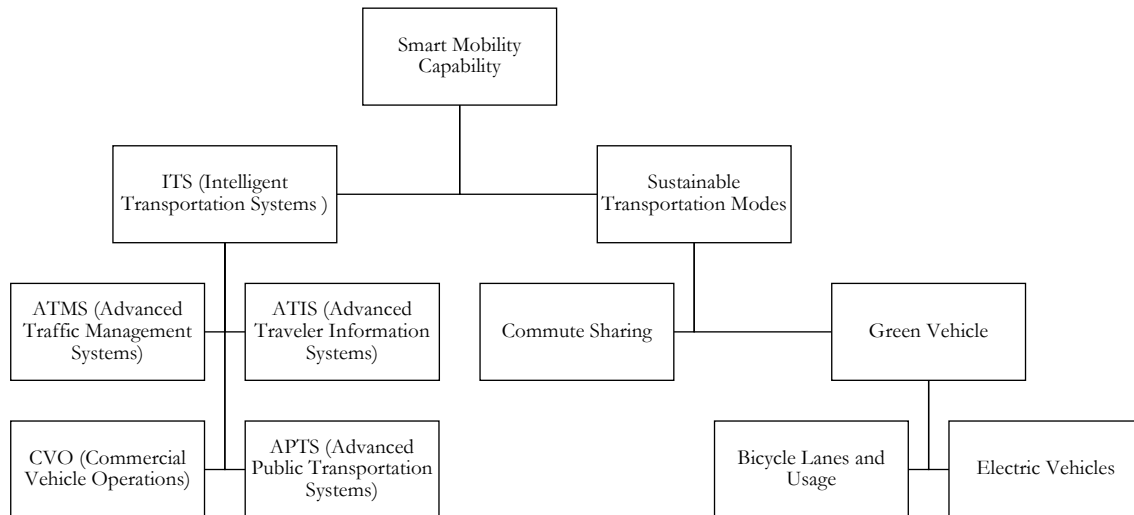 Smart Mobility
Capability
ITS (Intelligent
Transportation Systems )
Sustainable
Transportation Modes
ATMS (Advanced
Traffic Management
Systems)
ATIS (Advanced
Traveler Information
Systems)
Commute Sharing
Green Vehicle
CVO (Commercial
Vehicle Operations)
APTS (Advanced
Public Transportation
Systems)
Bicycle Lanes and
Usage
Electric Vehicles